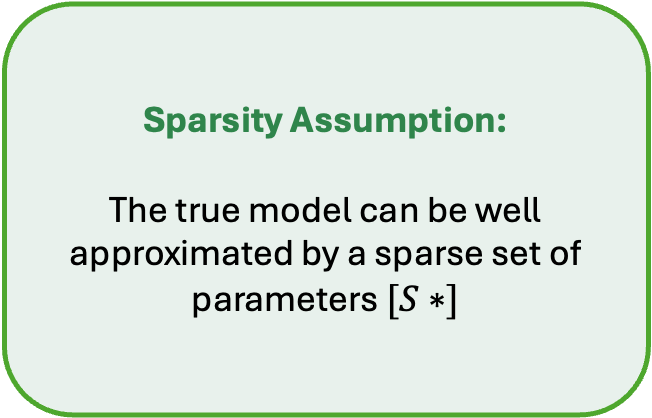 Sparsity Assumption:
The true model can be well
approximated by a sparse set of
parameters [S *]